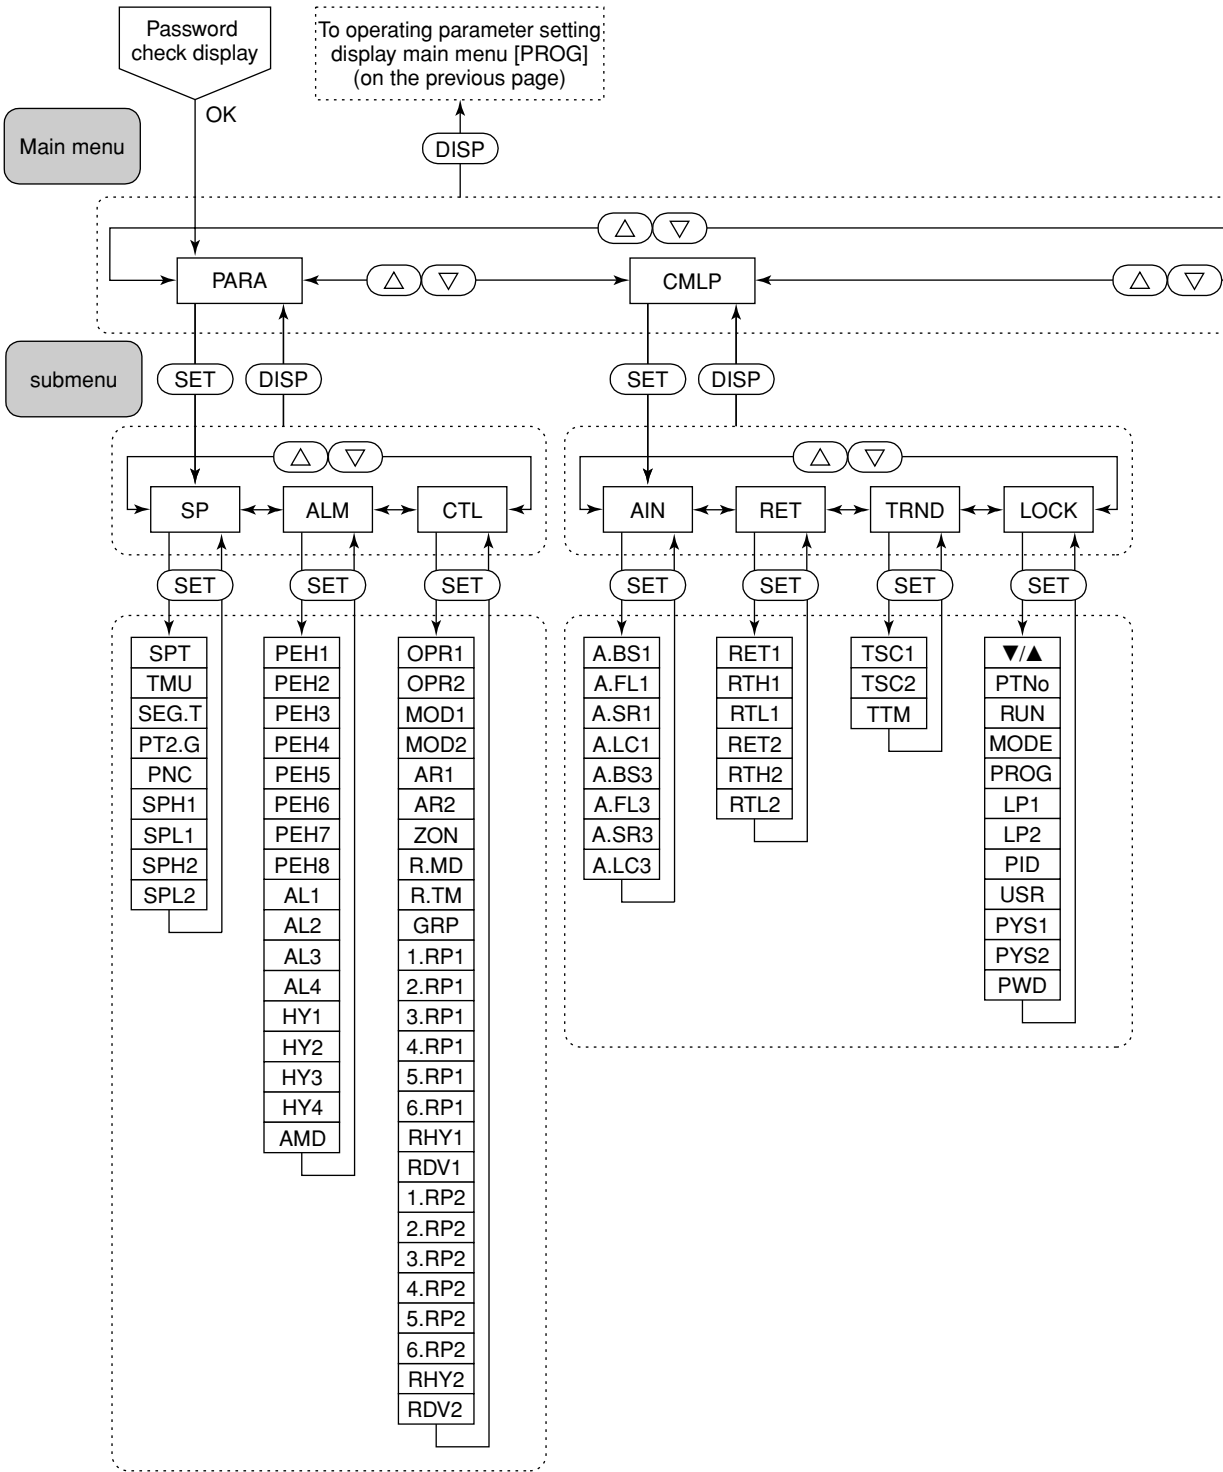 Password
check display
To operating parameter setting
display main menu [PROG]
(on the previous page)
OK
Main menu
DISP
△ ▽
PARA
△ ▽
CMLP
△ ▽
submenu
SET
DISP
SET
DISP
△ ▽
△ ▽
SP
ALM
CTL
AIN
RET
TRND
LOCK
SET
SET
SET
SET
SET
SET
SET
SPT
TMU
SEG.T
PT2.G
PNC
SPH1
SPL1
SPH2
SPL2
PEH1
PEH2
PEH3
PEH4
PEH5
PEH6
PEH7
PEH8
AL1
AL2
AL3
AL4
HY1
HY2
HY3
HY4
AMD
OPR1
OPR2
MOD1
MOD2
AR1
AR2
ZON
R.MD
R.TM
GRP
1.RP1
2.RP1
3.RP1
4.RP1
5.RP1
6.RP1
RHY1
RDV1
1.RP2
2.RP2
3.RP2
4.RP2
5.RP2
6.RP2
RHY2
RDV2
A.BS1
A.FL1
A.SR1
A.LC1
A.BS3
A.FL3
A.SR3
A.LC3
RET1
RTH1
RTL1
RET2
RTH2
RTL2
TSC1
TSC2
TTM
▼/▲
PTNo
RUN
MODE
PROG
LP1
LP2
PID
USR
PYS1
PYS2
PWD